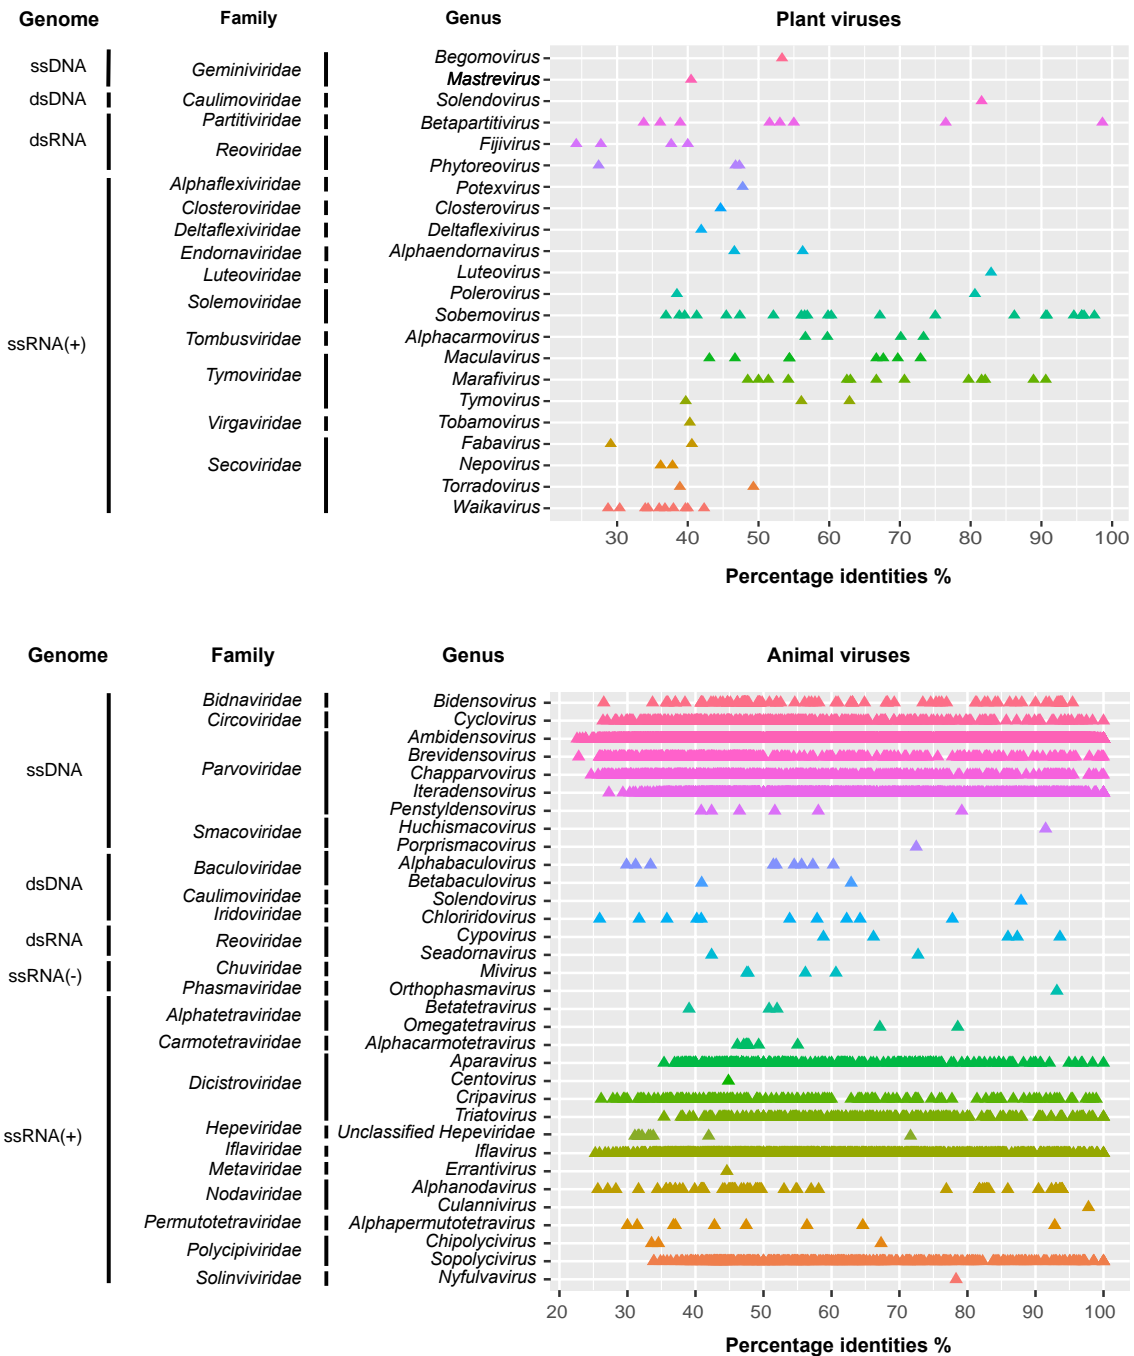 Genome Family Genus Plant viruses
ssDNA Geminiviridae Begomovirus
Mastrevirus
dsDNA Caulimoviridae Solendovirus
dsRNA Partitiviridae Betapartitivirus
Reoviridae Fijivirus
Phytoreovirus
ssRNA(+) Alphaflexiviridae Potexvirus
Closteroviridae Closterovirus
Deltaflexiviridae Deltaflexivirus
Endornaviridae Alphaendornavirus
Luteoviridae Luteovirus
Solemoviridae Polerovirus
Sobemovirus
Tombusviridae Alphacarmovirus
Tymoviridae Maculavirus
Marafivirus
Tymovirus
Virgaviridae Tobamovirus
Secoviridae Fabavirus
Nepovirus
Torradovirus
Waikavirus
30 40 50 60 70 80 90 100
Percentage identities %
Genome Family Genus Animal viruses
ssDNA Bidnaviridae Bidensovirus
Circoviridae Cyclovirus
Parvoviridae Ambidensovirus
Brevidensovirus
Chapparvovirus
Iteradensovirus
Penstyldensovirus
Smacoviridae Huchismacovirus
Porprismacovirus
dsDNA Baculoviridae Alphabaculovirus
Betabaculovirus
Caulimoviridae Solendovirus
Iridoviridae Chloriridovirus
dsRNA Reoviridae Cypovirus
Seadornavirus
ssRNA(-) Chuviridae Mivirus
Phasmaviridae Orthophasmavirus
ssRNA(+) Alphatetraviridae Betatetravirus
Omegatetravirus
Carmotetraviridae Alphacarmotetravirus
Dicistroviridae Aparavirus
Centovirus
Cripavirus
Triatovirus
Hepeviridae Unclassified Hepeviridae
Iflaviridae Iflavirus
Metaviridae Errantivirus
Nodaviridae Alphanodavirus
Culannivirus
Permutotetraviridae Alphapermutotetravirus
Polycipiviridae Chipolycivirus
Sopolycivirus
Solinviviridae Nyfulvavirus
20 30 40 50 60 70 80 90 100
Percentage identities %